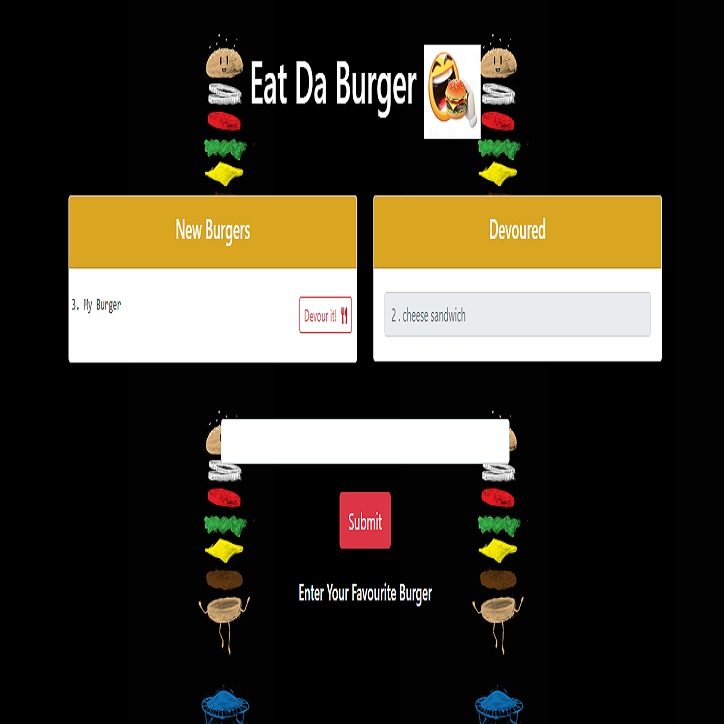 Eat Da Burger
New Burgers
3. My Burger
Devour it!
Devoured
2 . cheese sandwich
Submit
Enter Your Favourite Burger